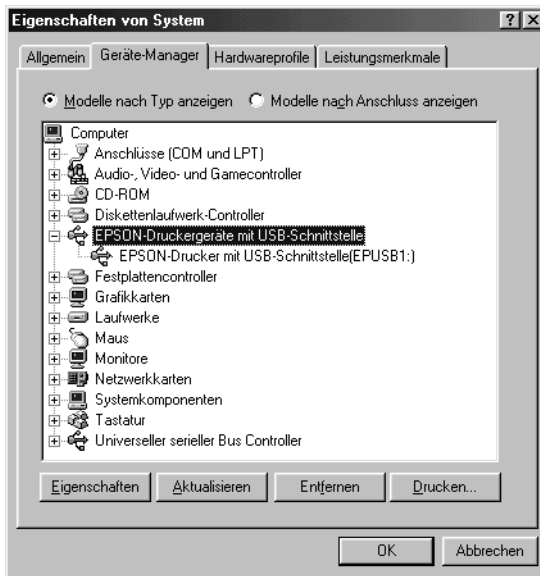 Eigenschaften von System
Allgemein Geräte-Manager Hardwareprofile Leistungsmerkmale
Modelle nach Typ anzeigen Modelle nach Anschluss anzeigen
Computer
Anschlüsse (COM und LPT)
Audio-, Video- und Gamecontroller
CD-ROM
Diskettenlaufwerk-Controller
EPSON-Druckergeräte mit USB-Schnittstelle
EPSON-Drucker mit USB-Schnittstelle(EPUSB1:)
Festplattencontroller
Grafikkarten
Laufwerke
Maus
Monitore
Netzwerkkarten
Systemkomponenten
Tastatur
Universeller serieller Bus Controller
Eigenschaften Aktualisieren Entfernen Drucken...
OK Abbrechen